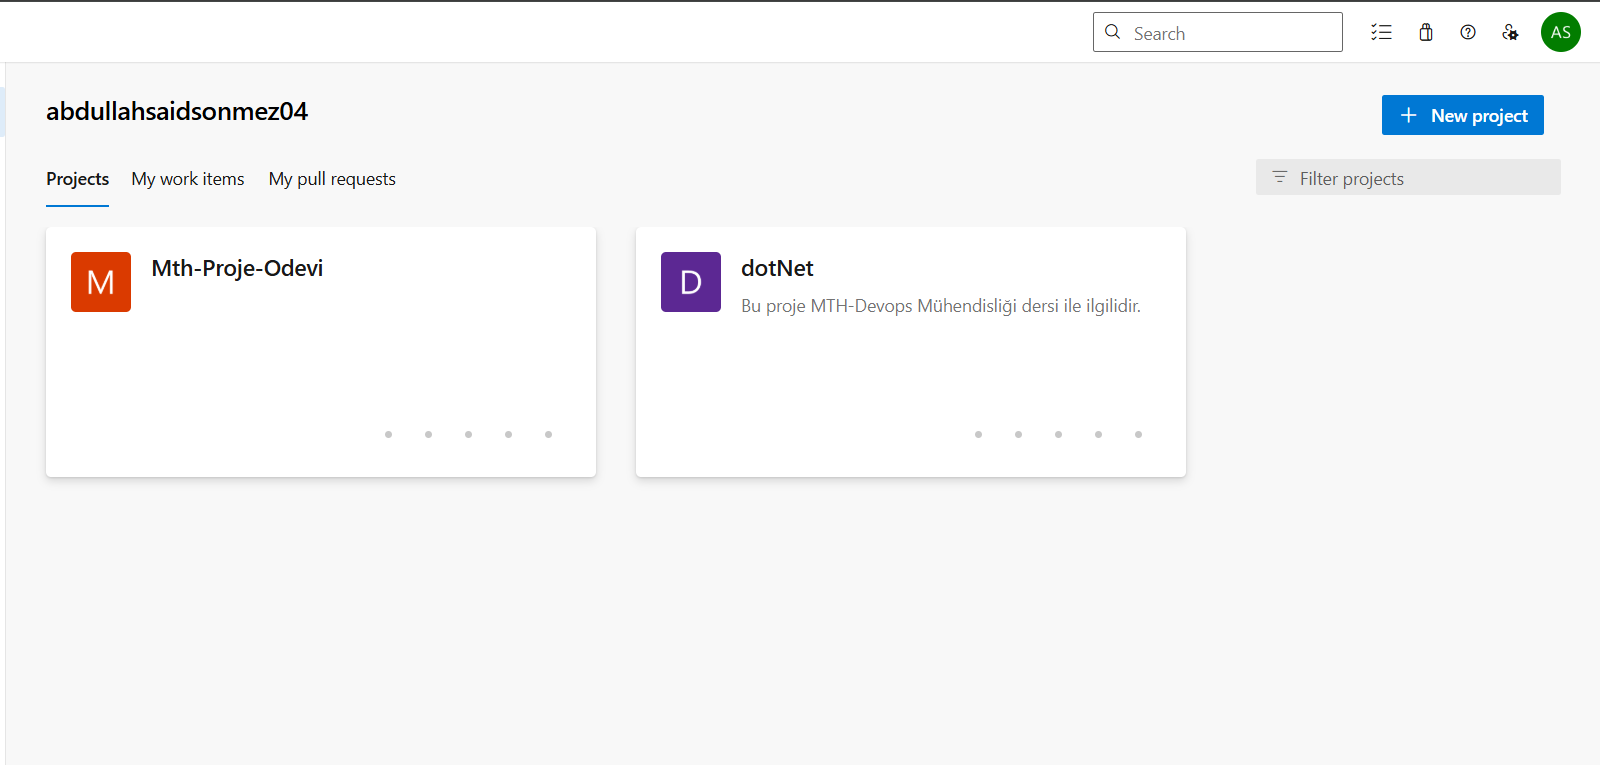 Search
AS
abdullahsaidsonmez04
New project
Projects My work items My pull requests
Filter projects
M
Mth-Proje-Odevi
D
dotNet
Bu proje MTH-Devops Mühendisliği dersi ile ilgilidir.